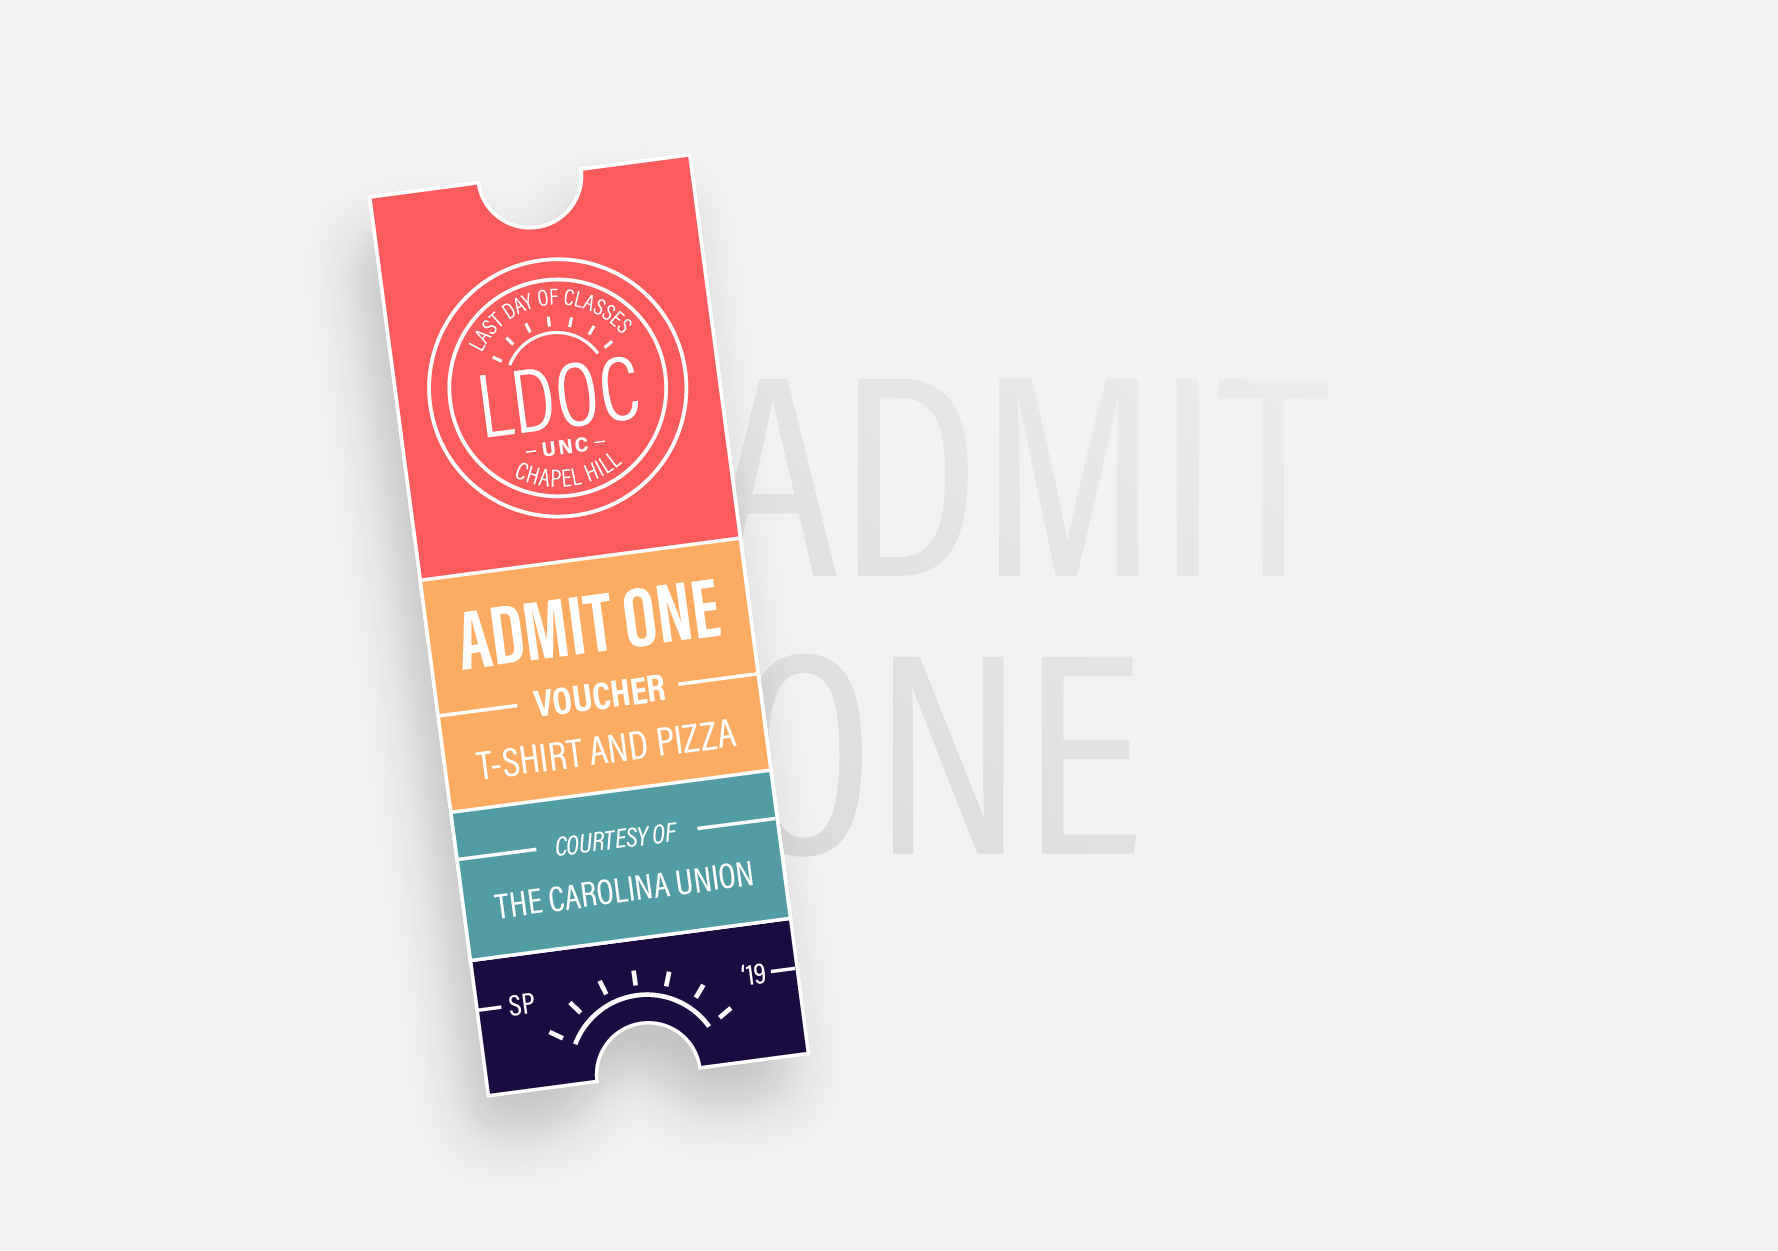 LAST DAY OF CLASSES
LDOC
– UNC –
CHAPEL HILL
ADMIT ONE
VOUCHER
T-SHIRT AND PIZZA
COURTESY OF
THE CAROLINA UNION
SP '19
ADMIT
ONE